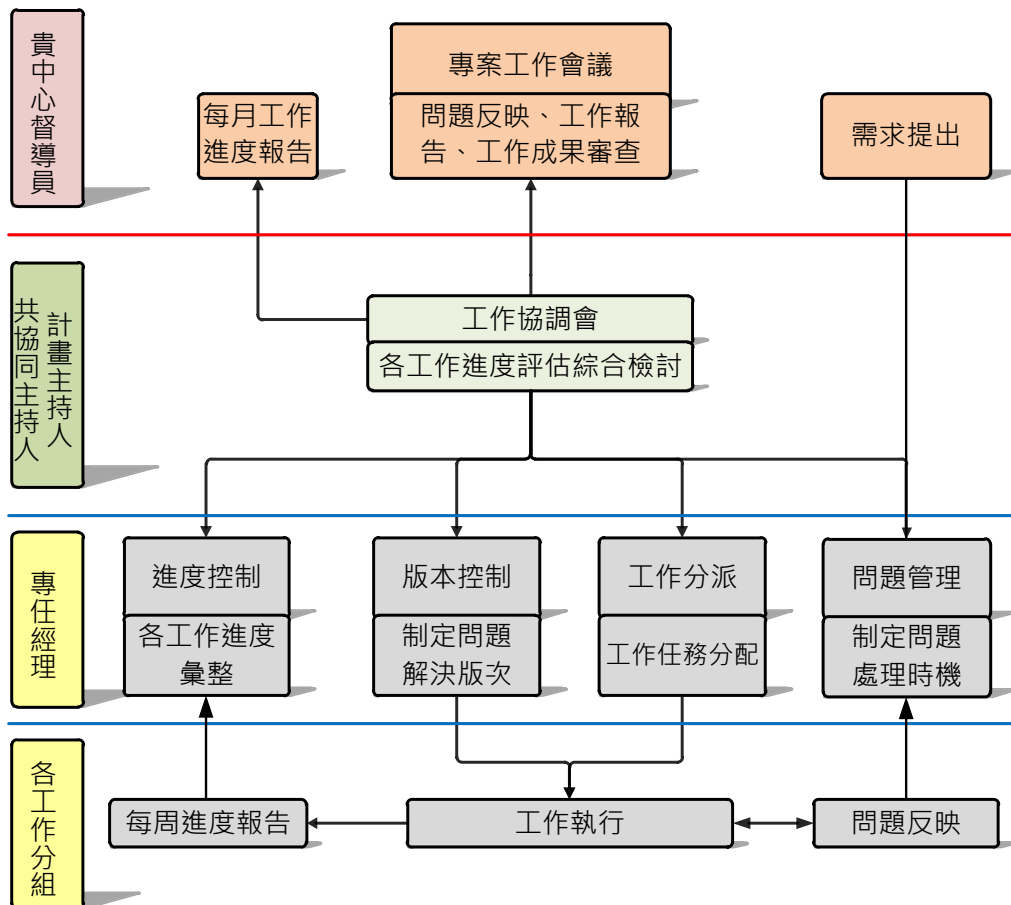 貴中心督導員
專案工作會議
每月工作
進度報告
問題反映、工作報
告、工作成果審查
需求提出
計畫主持人
共協同主持人
工作協調會
各工作進度評估綜合檢討
專任經理
進度控制
各工作進度
彙整
版本控制
制定問題
解決版次
工作分派
工作任務分配
問題管理
制定問題
處理時機
各工作分組
每周進度報告
工作執行
問題反映